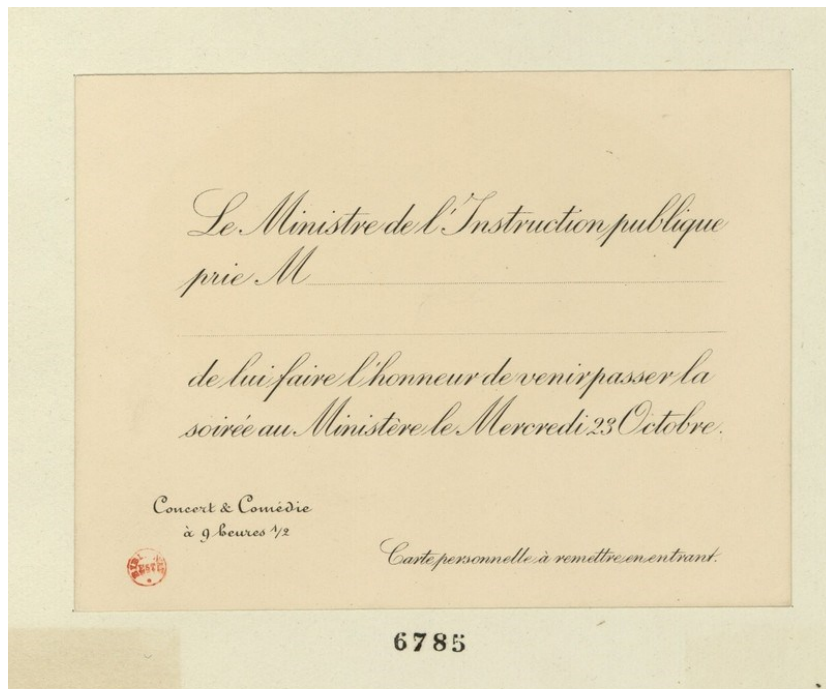 Le Ministre de l'Instruction publique
prie M
de lui faire l'honneur de venir passer la
soirée au Ministère le Mercredi 23 Octobre.
Concert & Comédie
à 9 heures 1/2
Carte personnelle à remettre en entrant.
6785